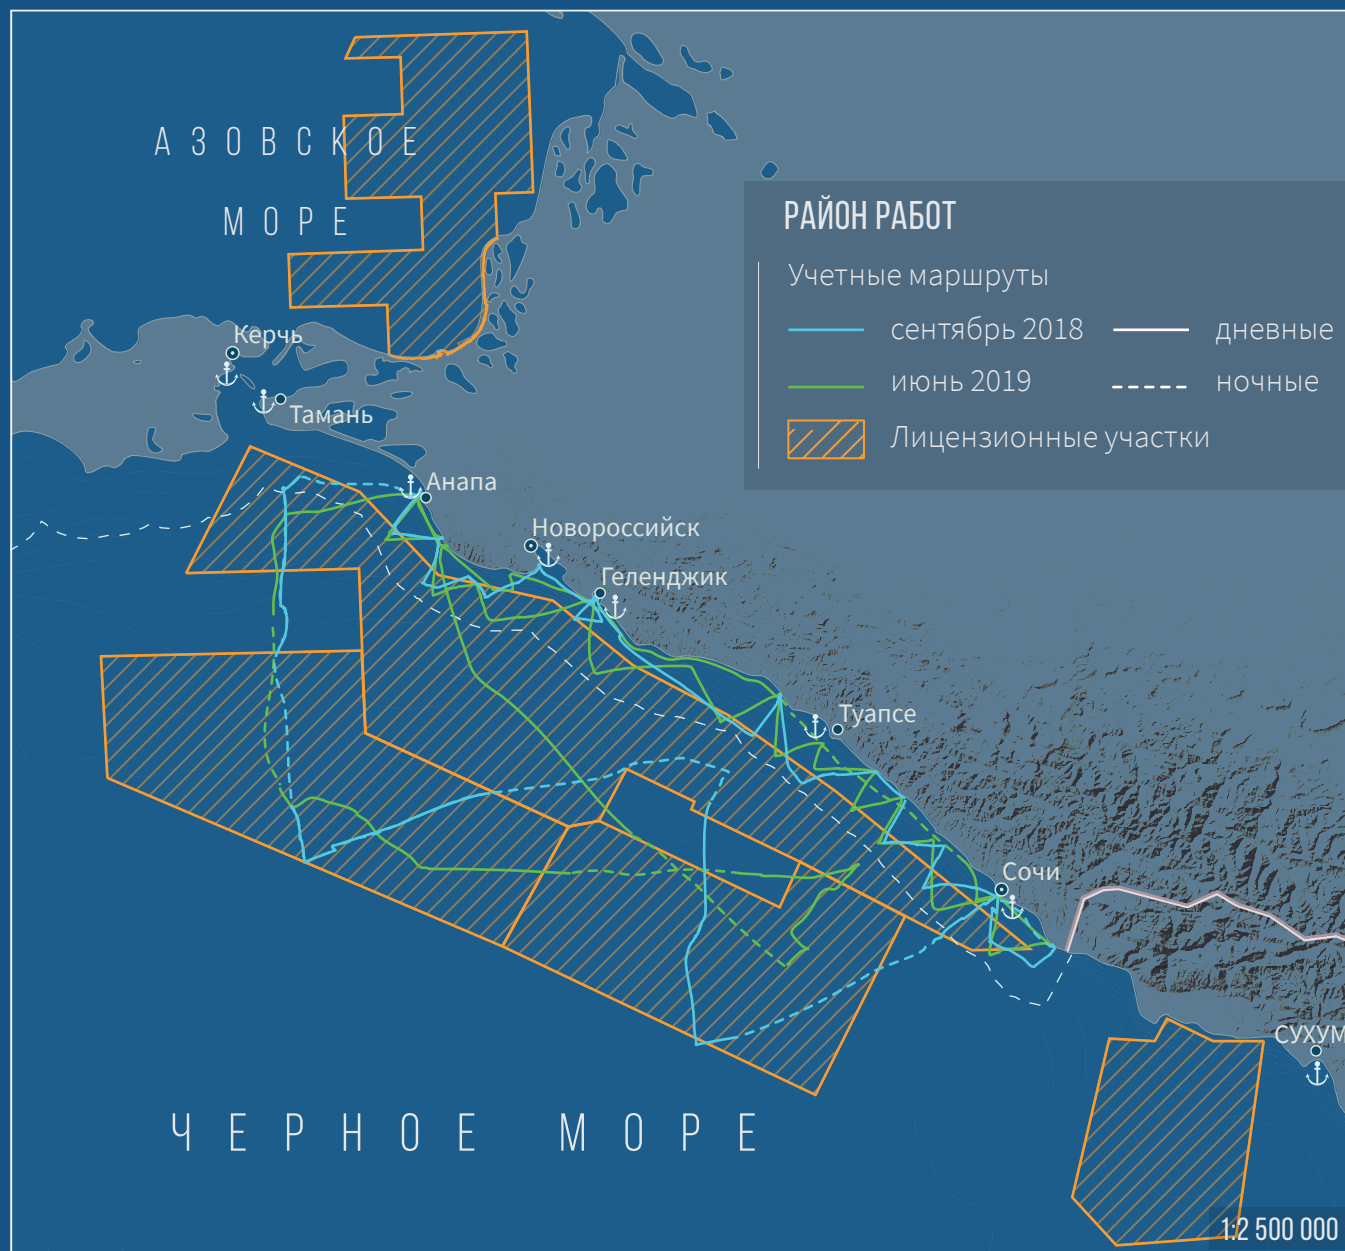 АЗОВСКОЕ
МОРЕ
РАЙОН РАБОТ
Учетные маршруты
сентябрь 2018
дневные
июнь 2019
ночные
Лицензионные участки
Керчь
Тамань
Анапа
Новороссийск
Геленджик
Туапсе
Сочи
СУХУМ
ЧЕРНОЕ МОРЕ
1:2 500 000